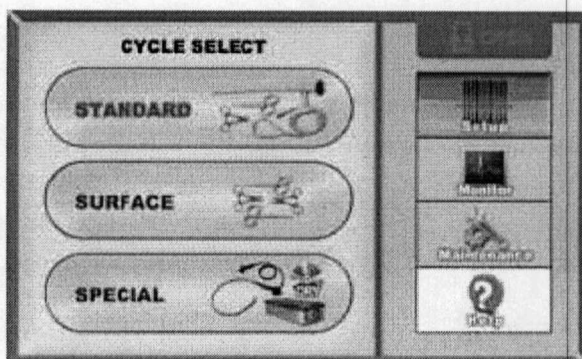 CYCLE SELECT
STANDARD
SURFACE
SPECIAL
Setup
Monitor
Maintenance
Help